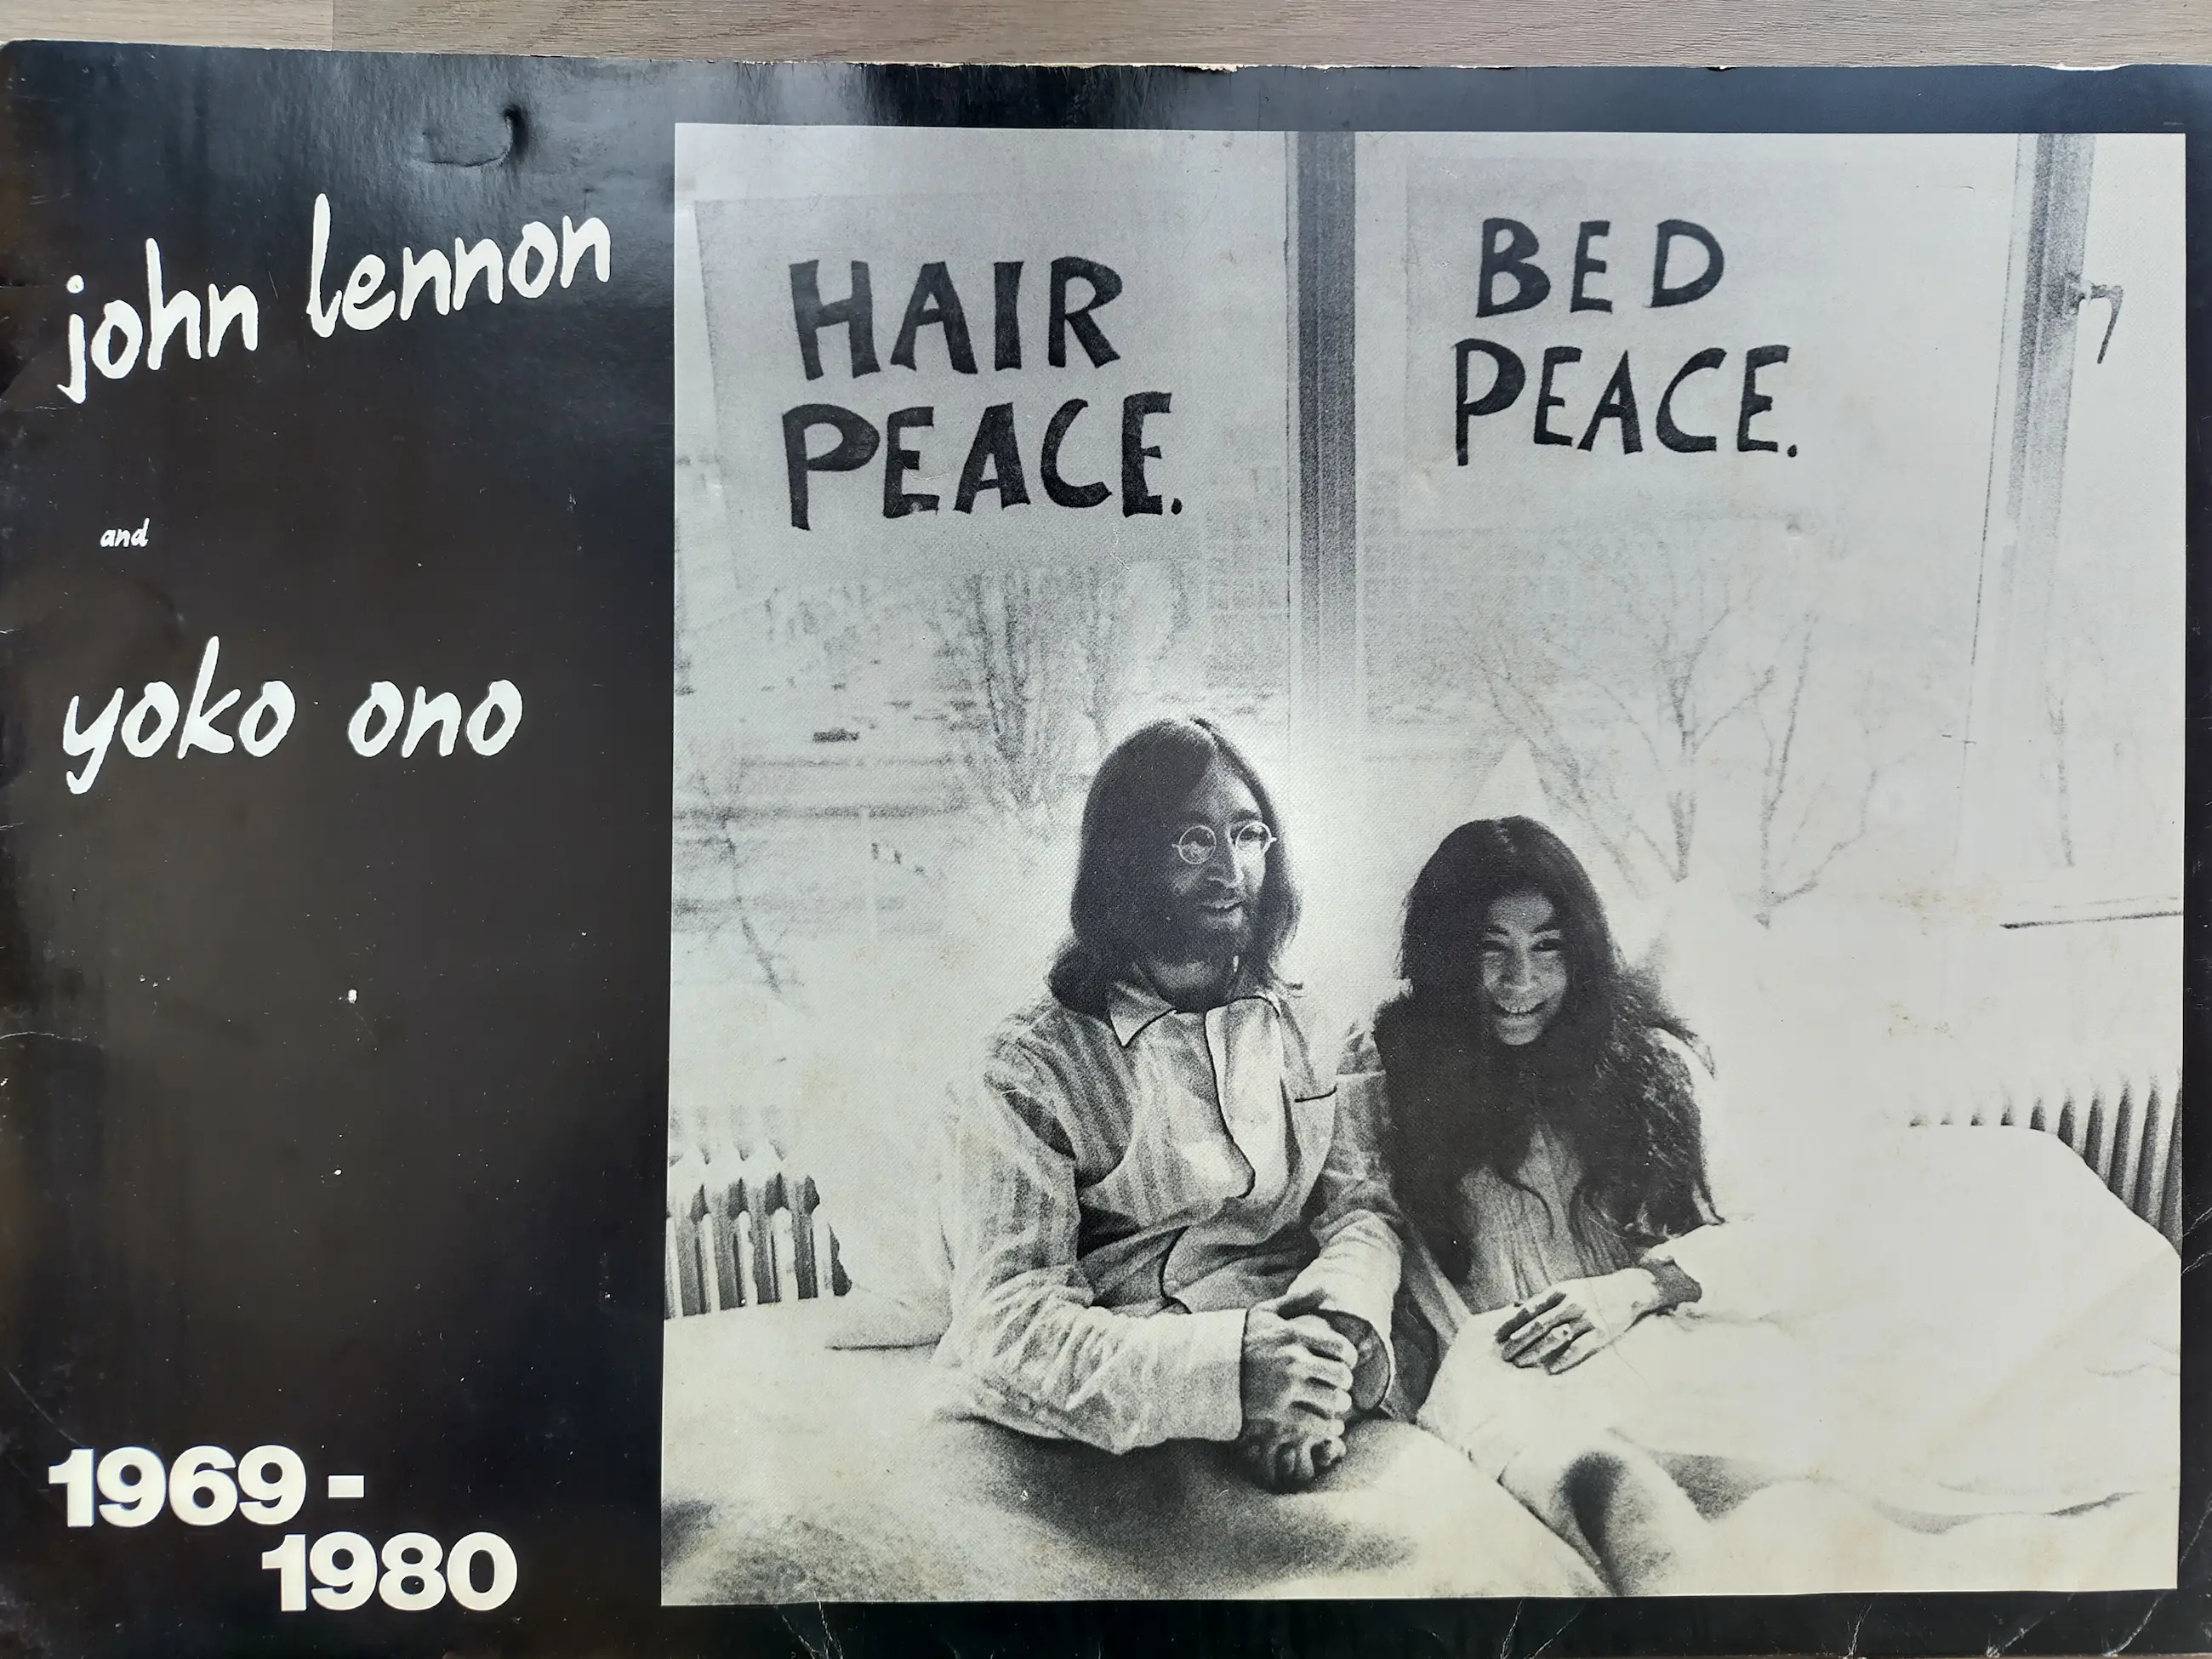 john lennon
and
yoko ono
1969-
1980
HAIR
PEACE.
BED
PEACE.